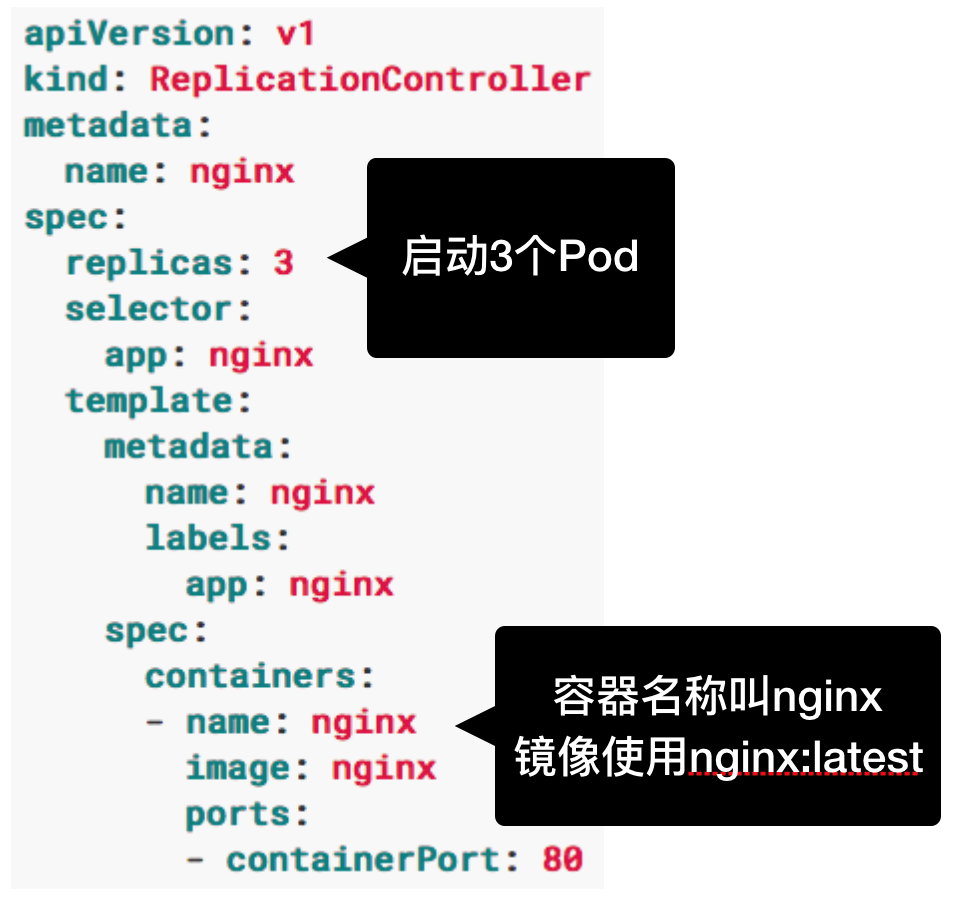 apiVersion: v1
kind: ReplicationController
metadata:
  name: nginx
spec:
  replicas: 3
启动3个Pod
  selector:
    app: nginx
  template:
    metadata:
      name: nginx
      labels:
        app: nginx
    spec:
      containers:
      - name: nginx
        image: nginx
        ports:
        - containerPort: 80
容器名称叫nginx
镜像使用nginx:latest